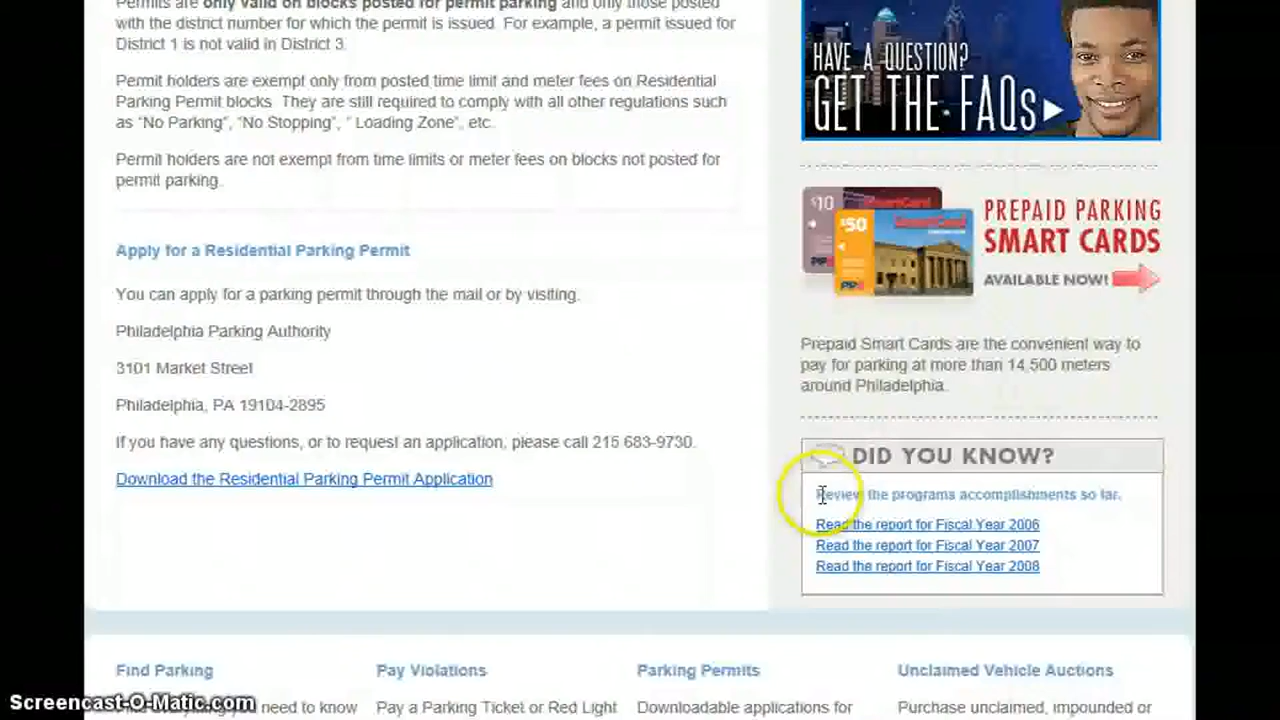 Permits are only valid on blocks posted for permit parking and only those posted
with the district number for which the permit is issued. For example, a permit issued for
District 1 is not valid in District 3.
Permit holders are exempt only from posted time limit and meter fees on Residential
Parking Permit blocks. They are still required to comply with all other regulations such
as “No Parking”, “No Stopping”, “ Loading Zone”, etc.
Permit holders are not exempt from time limits or meter fees on blocks not posted for
permit parking.
Apply for a Residential Parking Permit
You can apply for a parking permit through the mail or by visiting.
Philadelphia Parking Authority
3101 Market Street
Philadelphia, PA 19104-2895
If you have any questions, or to request an application, please call 215 683-9730.
Download the Residential Parking Permit Application
HAVE A QUESTION?
GET THE FAQs
$10
SmartCard
$50
SmartCard
PPA
PREPAID PARKING
SMART CARDS
AVAILABLE NOW!
Prepaid Smart Cards are the convenient way to
pay for parking at more than 14,500 meters
around Philadelphia.
DID YOU KNOW?
Review the programs accomplishments so far.
Read the report for Fiscal Year 2006
Read the report for Fiscal Year 2007
Read the report for Fiscal Year 2008
Find Parking
need to know
Pay Violations
Pay a Parking Ticket or Red Light
Parking Permits
Downloadable applications for
Unclaimed Vehicle Auctions
Purchase unclaimed, impounded or
Screencast-O-Matic.com